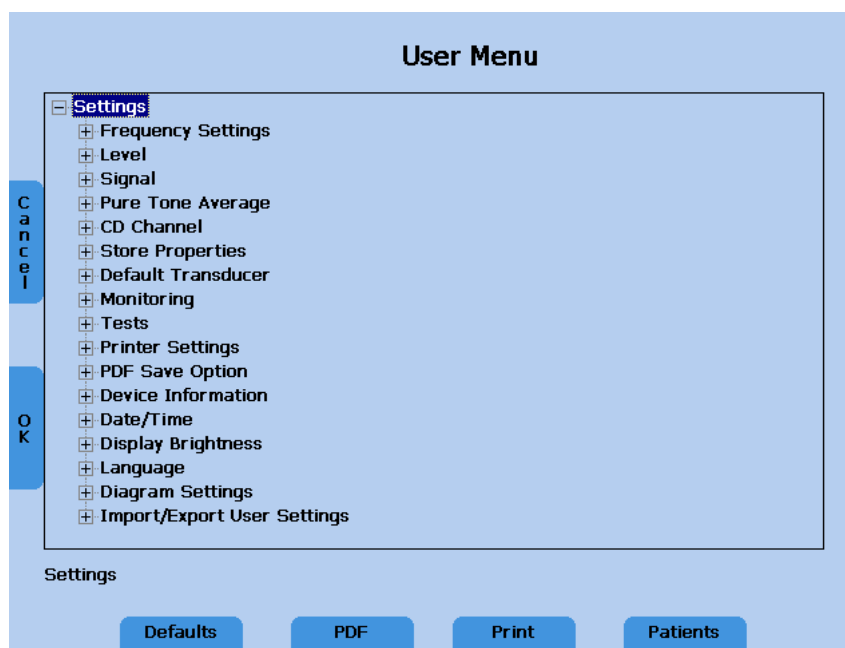 User Menu
Settings
Frequency Settings
Level
Signal
Pure Tone Average
CD Channel
Store Properties
Default Transducer
Monitoring
Tests
Printer Settings
PDF Save Option
Device Information
Date/Time
Display Brightness
Language
Diagram Settings
Import/Export User Settings
Cancel
OK
Settings
Defaults PDF Print Patients